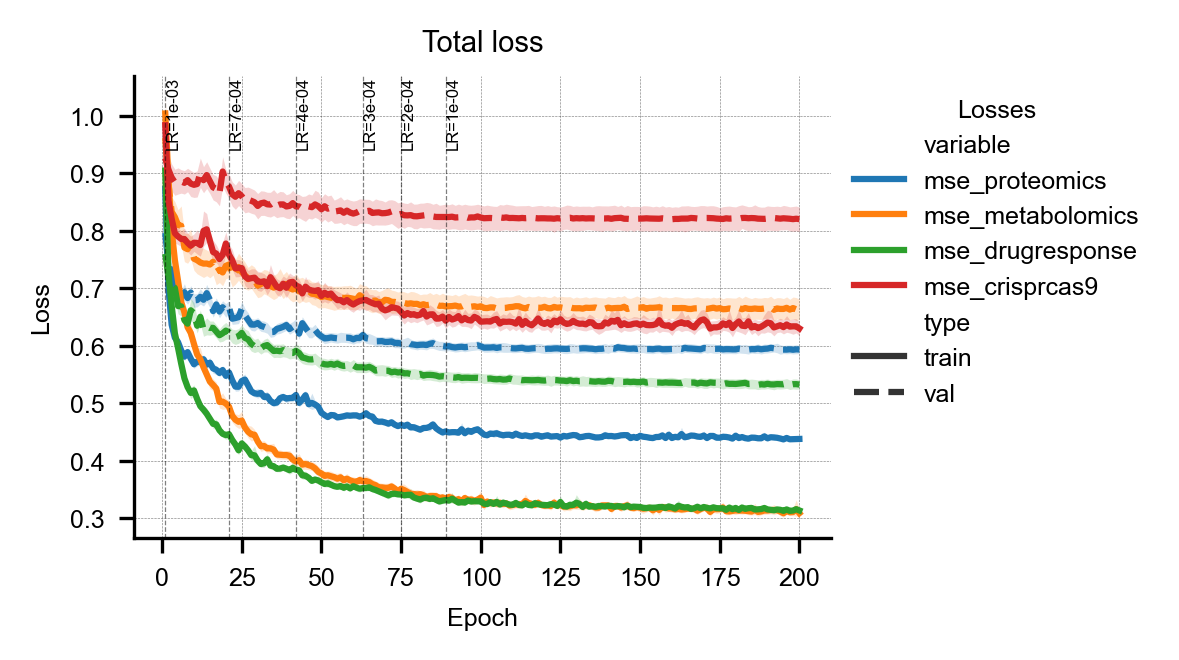 Total loss
LR=1e-03
LR=7e-04
LR=4e-04
LR=3e-04
LR=2e-04
LR=1e-04
1.0
0.9
0.8
0.7
0.6
0.5
0.4
0.3
Loss
0 25 50 75 100 125 150 175 200
Epoch
Losses
variable
mse_proteomics
mse_metabolomics
mse_drugresponse
mse_crisprcas9
type
train
val